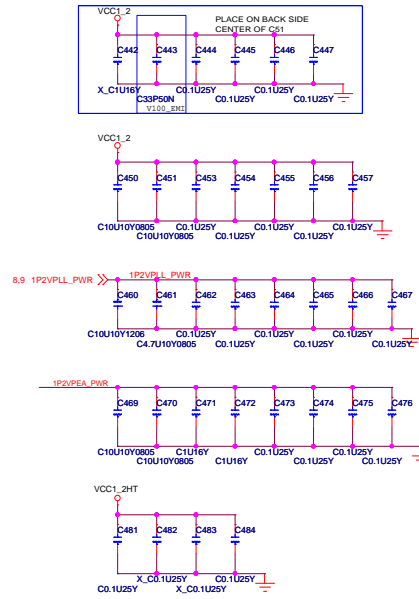 VCC1_2
PLACE ON BACK SIDE
CENTER OF C51
C442 C443 C444 C445 C446 C447
X_C1U16Y C0.1U25Y C0.1U25Y
C33P50N C0.1U25Y C0.1U25Y
V100_EMI
VCC1_2
C450 C451 C453 C454 C455 C456 C457
C10U10Y0805 C0.1U25Y C0.1U25Y C0.1U25Y
C10U10Y0805 C0.1U25Y C0.1U25Y
8,9 1P2VPLL_PWR 1P2VPLL_PWR
C460 C461 C462 C463 C464 C465 C466 C467
C10U10Y1206 C0.1U25Y C0.1U25Y C0.1U25Y
C4.7U10Y0805 C0.1U25Y C0.1U25Y C0.1U25Y
1P2VPEA_PWR
C469 C470 C471 C472 C473 C474 C475 C476
C10U10Y0805 C1U16Y C0.1U25Y C0.1U25Y
C10U10Y0805 C1U16Y C0.1U25Y C0.1U25Y
VCC1_2HT
C481 C482 C483 C484
X_C0.1U25Y C0.1U25Y
C0.1U25Y X_C0.1U25Y